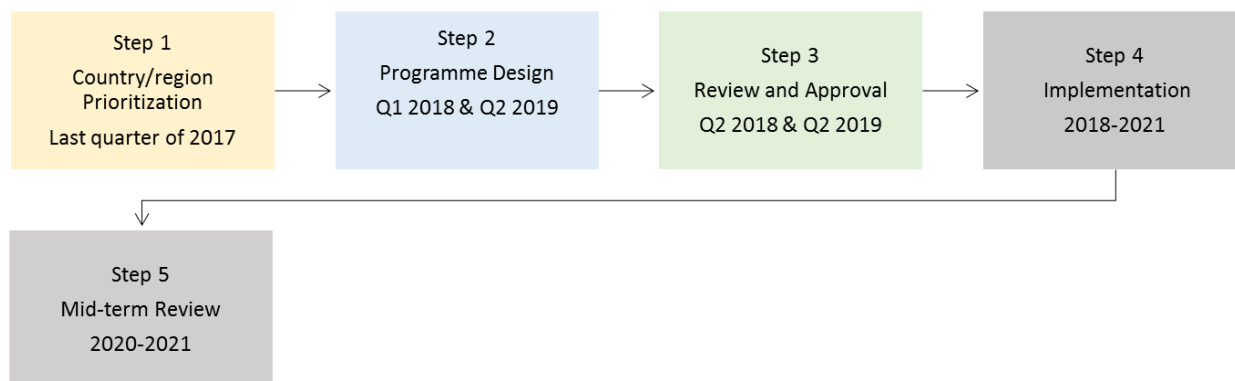 Step 1
Country/region
Prioritization
Last quarter of 2017
Step 2
Programme Design
Q1 2018 & Q2 2019
Step 3
Review and Approval
Q2 2018 & Q2 2019
Step 4
Implementation
2018-2021
Step 5
Mid-term Review
2020-2021